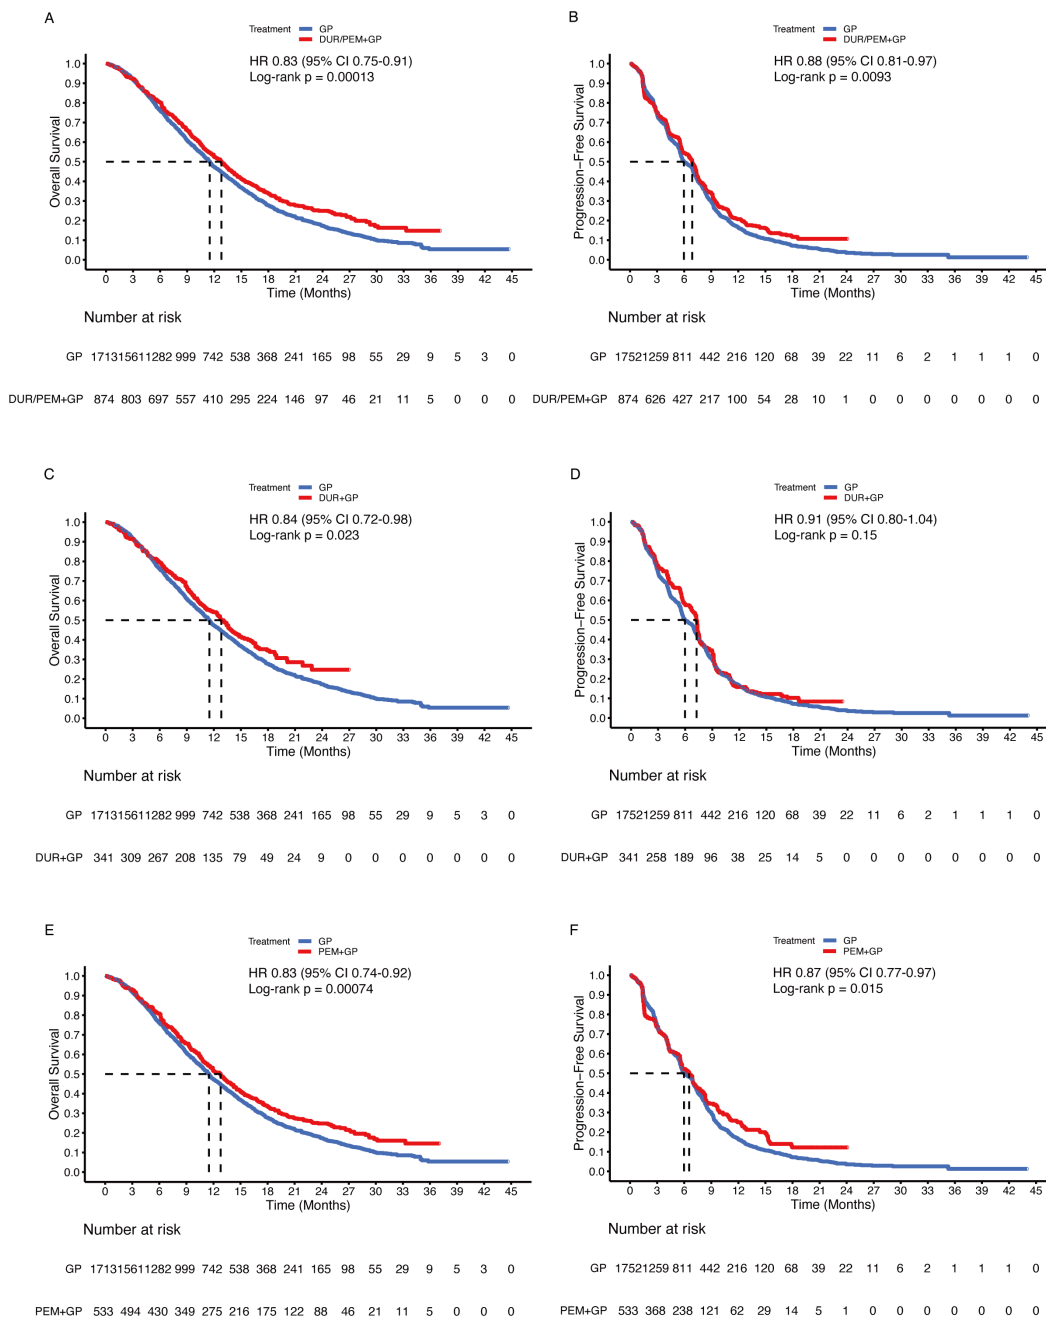 A
Treatment GP
DUR/PEM+GP
HR 0.83 (95% CI 0.75-0.91)
Log-rank p = 0.00013
Overall Survival
1.0
0.9
0.8
0.7
0.6
0.5
0.4
0.3
0.2
0.1
0.0
0 3 6 9 12 15 18 21 24 27 30 33 36 39 42 45
Time (Months)
Number at risk
GP 1713 1561 1282 999 742 538 368 241 165 98 55 29 9 5 3 0
DUR/PEM+GP 874 803 697 557 410 295 224 146 97 46 21 11 5 0 0 0
B
Treatment GP
DUR/PEM+GP
HR 0.88 (95% CI 0.81-0.97)
Log-rank p = 0.0093
Progression-Free Survival
1.0
0.9
0.8
0.7
0.6
0.5
0.4
0.3
0.2
0.1
0.0
0 3 6 9 12 15 18 21 24 27 30 33 36 39 42 45
Time (Months)
Number at risk
GP 1752 1259 811 442 216 120 68 39 22 11 6 2 1 1 1 0
DUR/PEM+GP 874 626 427 217 100 54 28 10 1 0 0 0 0 0 0 0
C
Treatment GP
DUR+GP
HR 0.84 (95% CI 0.72-0.98)
Log-rank p = 0.023
Overall Survival
1.0
0.9
0.8
0.7
0.6
0.5
0.4
0.3
0.2
0.1
0.0
0 3 6 9 12 15 18 21 24 27 30 33 36 39 42 45
Time (Months)
Number at risk
GP 1713 1561 1282 999 742 538 368 241 165 98 55 29 9 5 3 0
DUR+GP 341 309 267 208 135 79 49 24 9 0 0 0 0 0 0 0
D
Treatment GP
DUR+GP
HR 0.91 (95% CI 0.80-1.04)
Log-rank p = 0.15
Progression-Free Survival
1.0
0.9
0.8
0.7
0.6
0.5
0.4
0.3
0.2
0.1
0.0
0 3 6 9 12 15 18 21 24 27 30 33 36 39 42 45
Time (Months)
Number at risk
GP 1752 1259 811 442 216 120 68 39 22 11 6 2 1 1 1 0
DUR+GP 341 258 189 96 38 25 14 5 0 0 0 0 0 0 0 0
E
Treatment GP
PEM+GP
HR 0.83 (95% CI 0.74-0.92)
Log-rank p = 0.00074
Overall Survival
1.0
0.9
0.8
0.7
0.6
0.5
0.4
0.3
0.2
0.1
0.0
0 3 6 9 12 15 18 21 24 27 30 33 36 39 42 45
Time (Months)
Number at risk
GP 1713 1561 1282 999 742 538 368 241 165 98 55 29 9 5 3 0
PEM+GP 533 494 430 349 275 216 175 122 88 46 21 11 5 0 0 0
F
Treatment GP
PEM+GP
HR 0.87 (95% CI 0.77-0.97)
Log-rank p = 0.015
Progression-Free Survival
1.0
0.9
0.8
0.7
0.6
0.5
0.4
0.3
0.2
0.1
0.0
0 3 6 9 12 15 18 21 24 27 30 33 36 39 42 45
Time (Months)
Number at risk
GP 1752 1259 811 442 216 120 68 39 22 11 6 2 1 1 1 0
PEM+GP 533 368 238 121 62 29 14 5 1 0 0 0 0 0 0 0